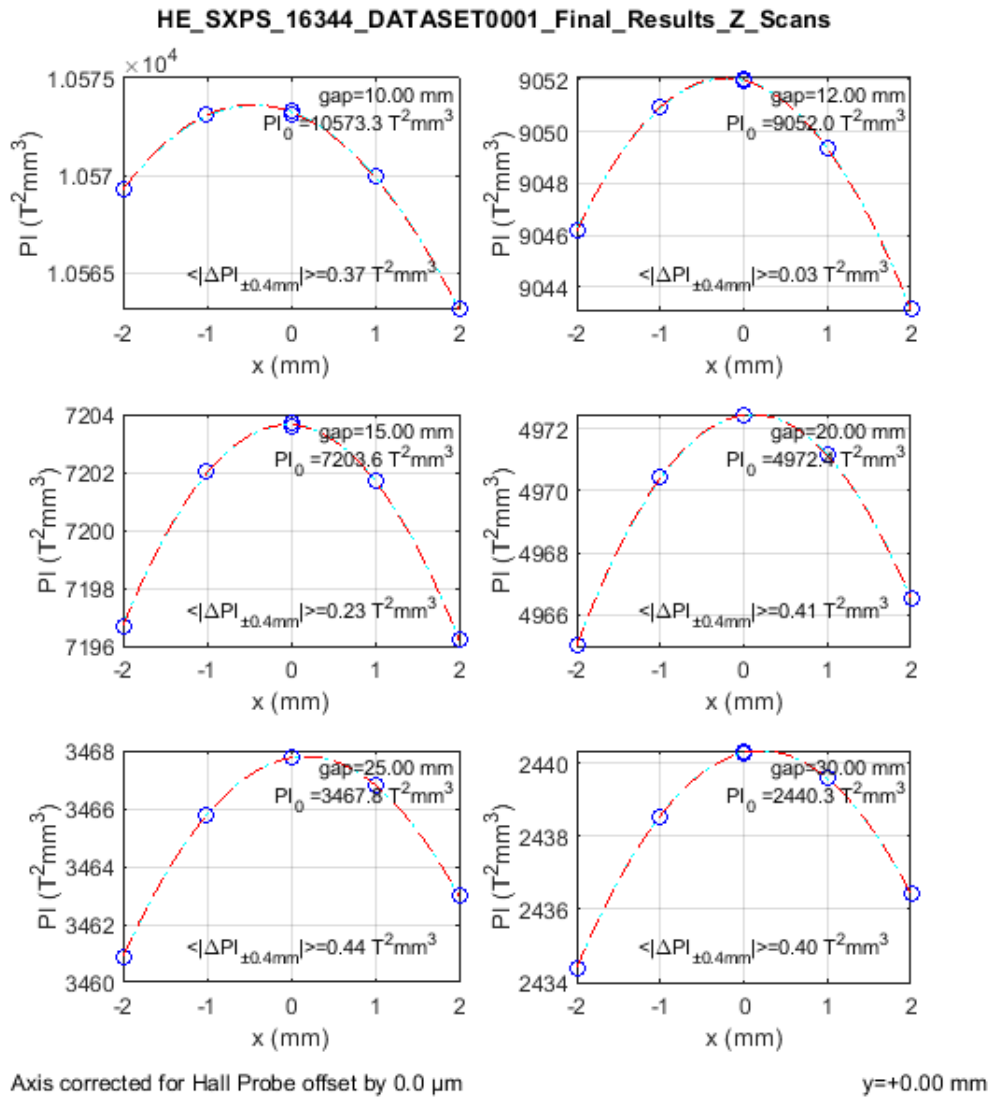 HE_SXPS_16344_DATASET0001_Final_Results_Z_Scans
×10⁴
1.0575
1.057
1.0565
PI (T²mm³)
gap=10.00 mm
PI₀=10573.3 T²mm³
<|ΔPI±0.4mm|>=0.37 T²mm³
-2 -1 0 1 2
x (mm)
9052
9050
9048
9046
9044
PI (T²mm³)
gap=12.00 mm
PI₀=9052.0 T²mm³
<|ΔPI±0.4mm|>=0.03 T²mm³
-2 -1 0 1 2
x (mm)
7204
7202
7200
7198
7196
PI (T²mm³)
gap=15.00 mm
PI₀=7203.6 T²mm³
<|ΔPI±0.4mm|>=0.23 T²mm³
-2 -1 0 1 2
x (mm)
4972
4970
4968
4966
PI (T²mm³)
gap=20.00 mm
PI₀=4972.4 T²mm³
<|ΔPI±0.4mm|>=0.41 T²mm³
-2 -1 0 1 2
x (mm)
3468
3466
3464
3462
3460
PI (T²mm³)
gap=25.00 mm
PI₀=3467.8 T²mm³
<|ΔPI±0.4mm|>=0.44 T²mm³
-2 -1 0 1 2
x (mm)
2440
2438
2436
2434
PI (T²mm³)
gap=30.00 mm
PI₀=2440.3 T²mm³
<|ΔPI±0.4mm|>=0.40 T²mm³
-2 -1 0 1 2
x (mm)
Axis corrected for Hall Probe offset by 0.0 µm
y=+0.00 mm